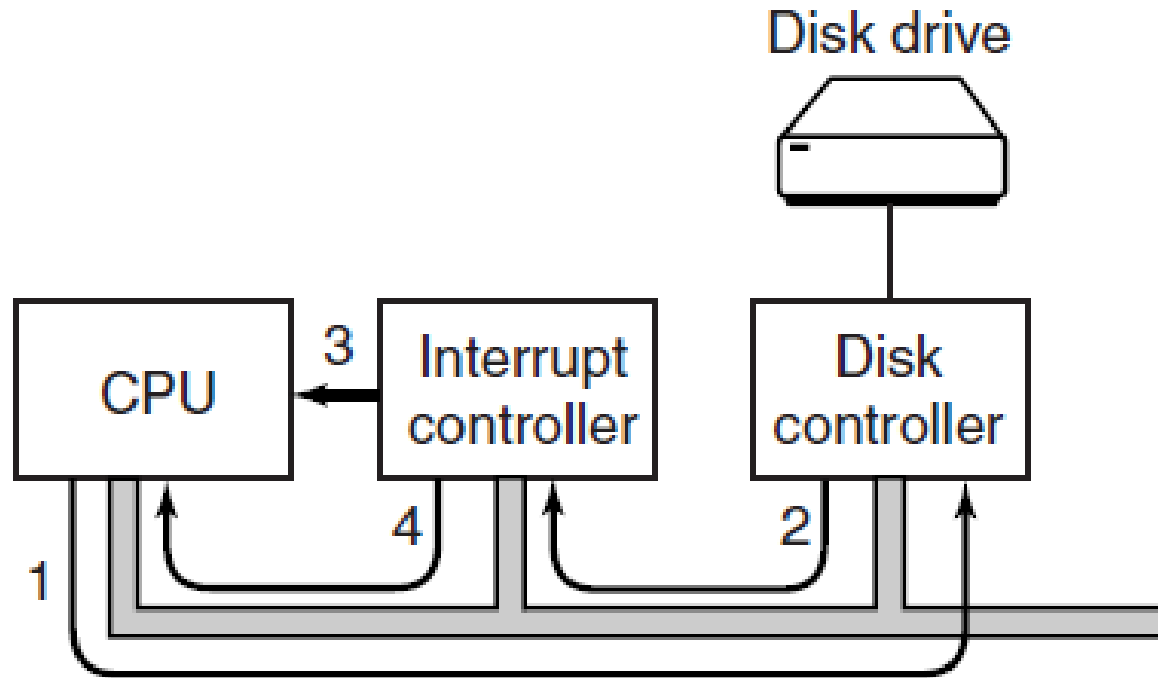 Disk drive
CPU
3
Interrupt
controller
Disk
controller
1
4
2